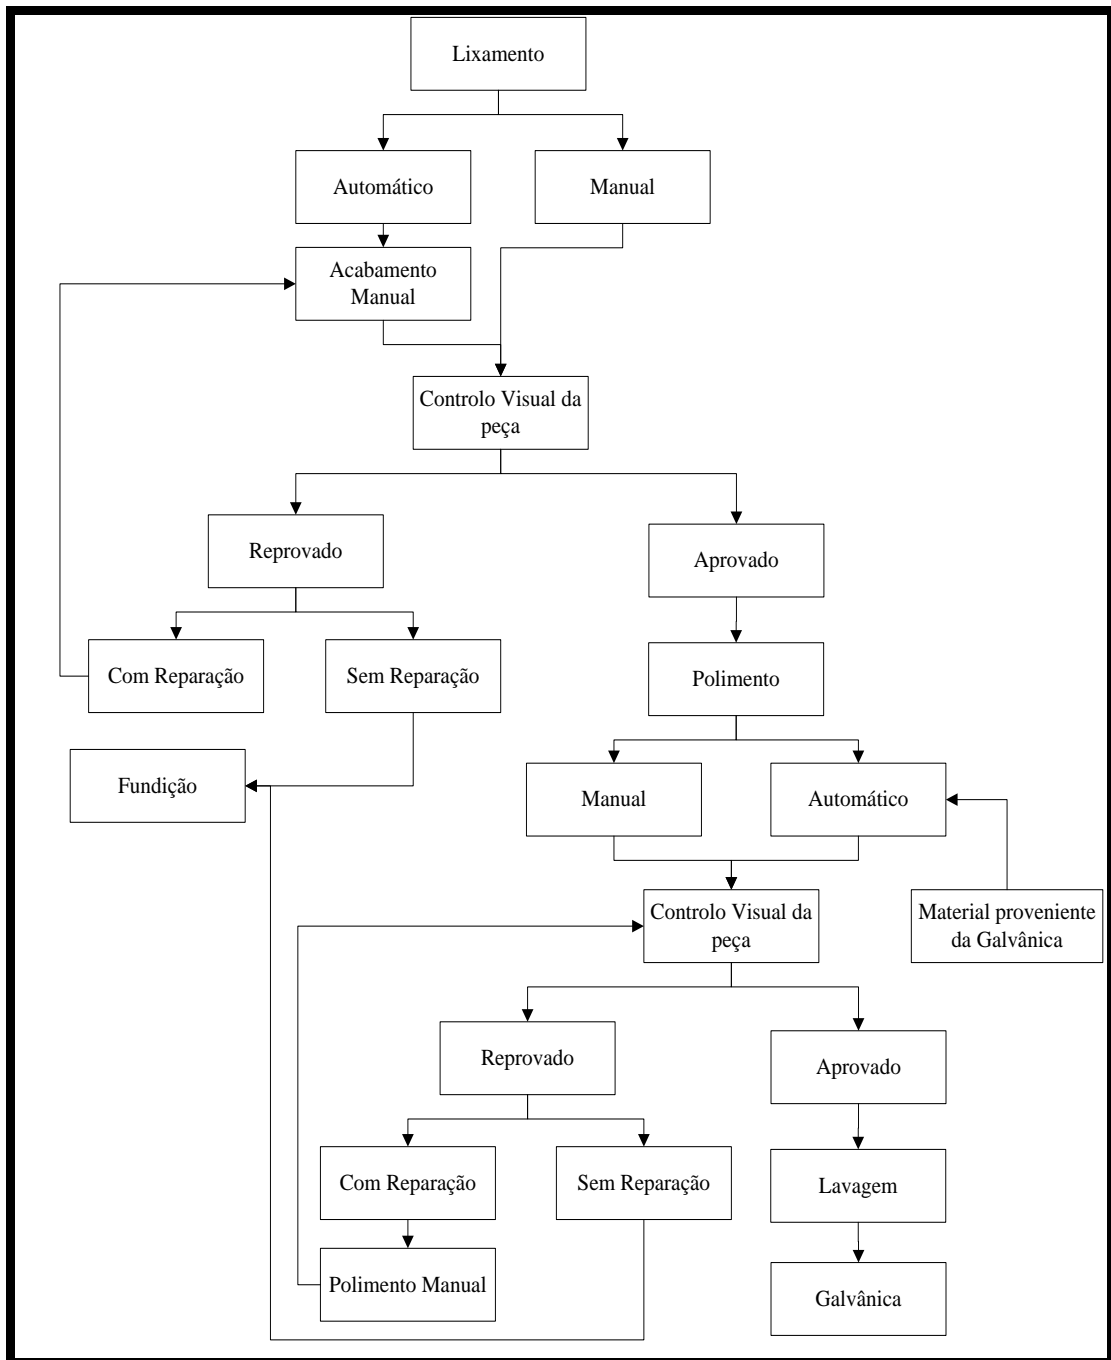 Lixamento
Automático
Manual
Acabamento
Manual
Controlo Visual da
peça
Reprovado
Aprovado
Com Reparação
Sem Reparação
Polimento
Fundição
Manual
Automático
Controlo Visual da
peça
Material proveniente
da Galvânica
Reprovado
Aprovado
Com Reparação
Sem Reparação
Lavagem
Polimento Manual
Galvânica